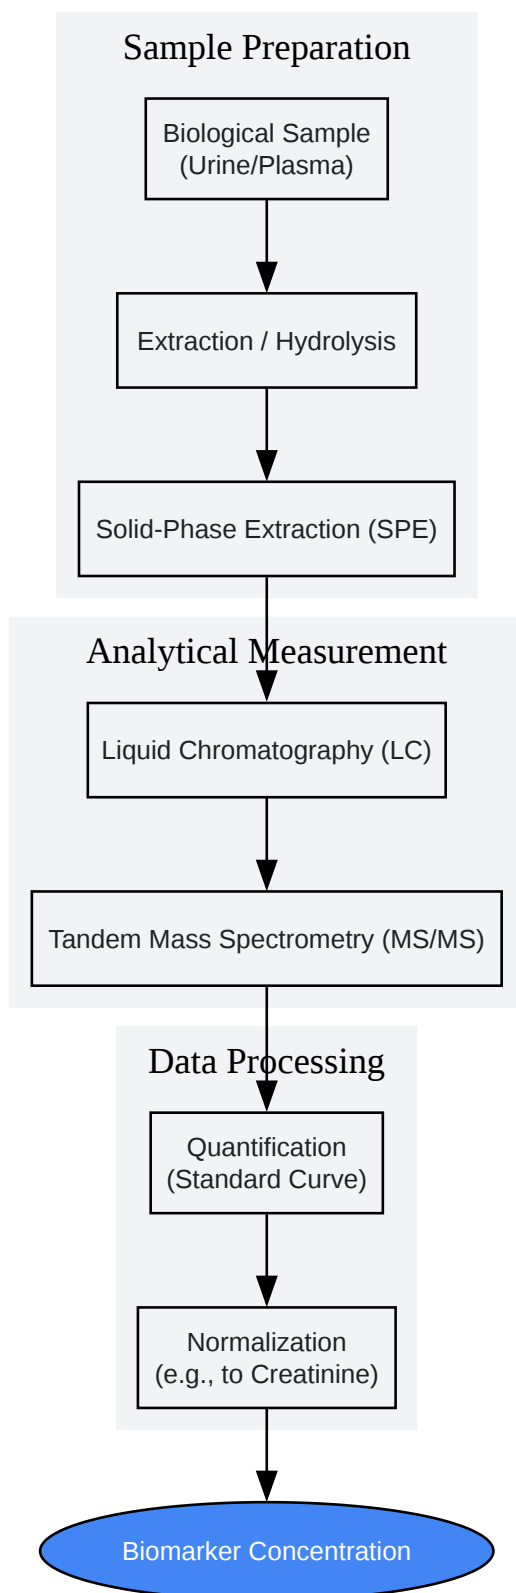 Sample Preparation
Biological Sample
(Urine/Plasma)
Extraction / Hydrolysis
Solid-Phase Extraction (SPE)
Analytical Measurement
Liquid Chromatography (LC)
Tandem Mass Spectrometry (MS/MS)
Data Processing
Quantification
(Standard Curve)
Normalization
(e.g., to Creatinine)
Biomarker Concentration